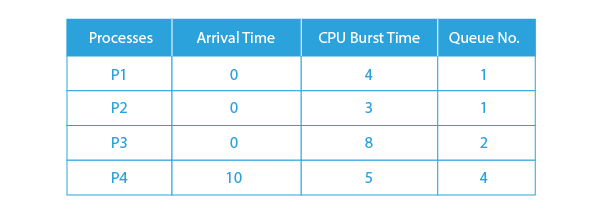 Processes Arrival Time CPU Burst Time Queue No.
P1 0 4 1
P2 0 3 1
P3 0 8 2
P4 10 5 4